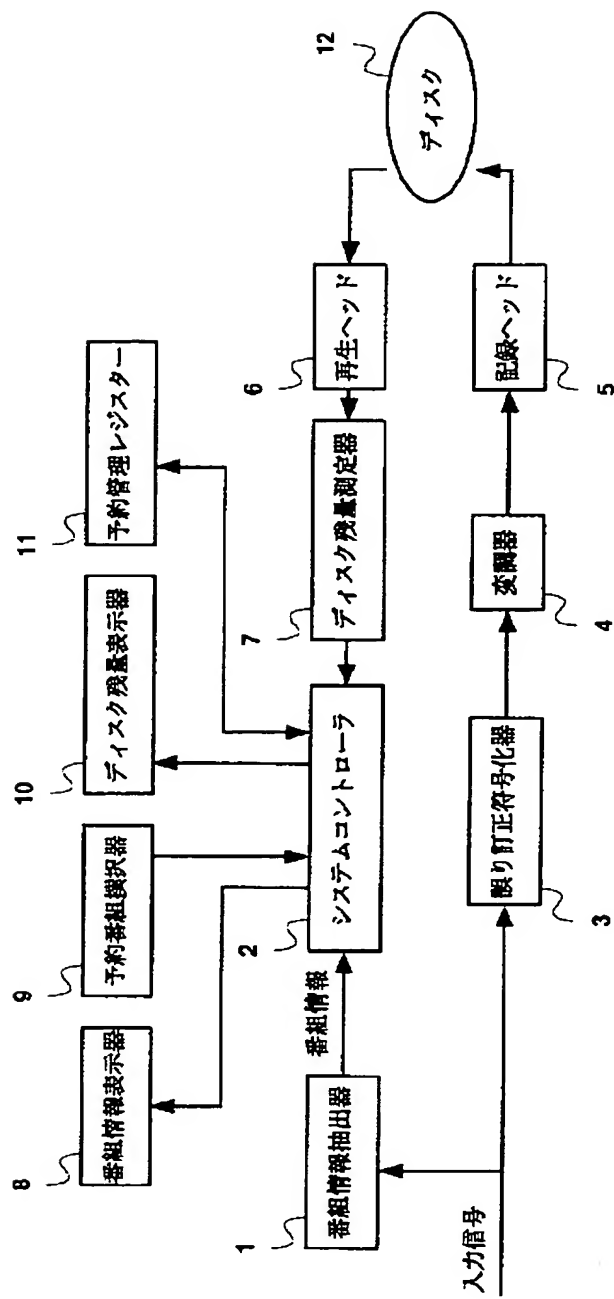 8
番組情報表示器
9
予約番組選択器
10
ディスク残量表示器
11
予約管理レジスター
1
番組情報抽出器
番組情報
2
システムコントローラ
7
ディスク残量測定器
6
再生ヘッド
12
ディスク
入力信号
3
誤り訂正符号化器
4
変調器
5
記録ヘッド